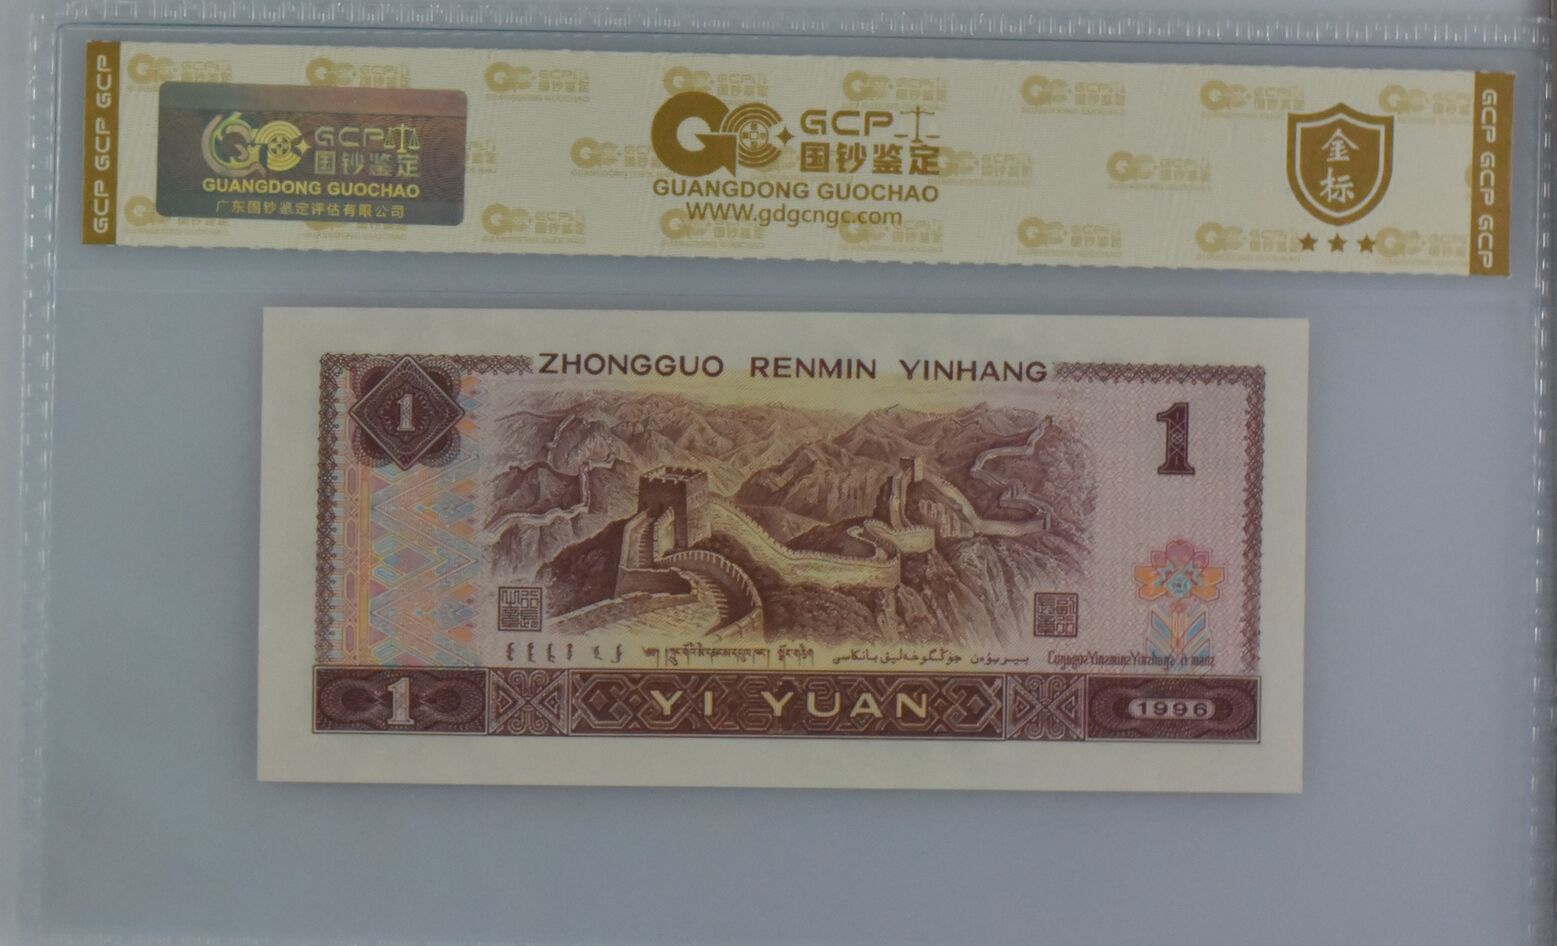 GCP GCP GCP
GCP
国钞鉴定
GUANGDONG GUOCHAO
广东国钞鉴定评估有限公司
GCP
国钞鉴定
GUANGDONG GUOCHAO
WWW.gdgcngc.com
金
标
GCP GCP GCP
ZHONGGUO RENMIN YINHANG
1
1
1
YI YUAN
1996